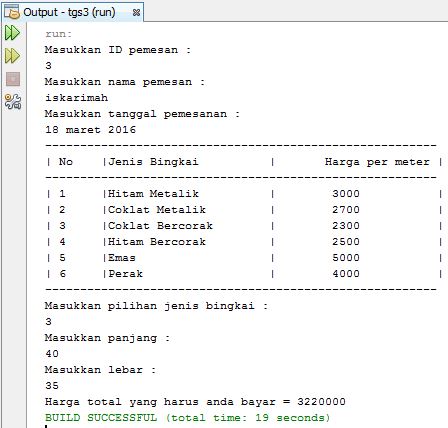 Output - tgs3 (run)
run:
Masukkan ID pemesan :
3
Masukkan nama pemesan :
iskarimah
Masukkan tanggal pemesanan :
18 maret 2016
------------------------------------------------------------
| No |Jenis Bingkai | Harga per meter |
------------------------------------------------------------
| 1 |Hitam Metalik | 3000 |
| 2 |Coklat Metalik | 2700 |
| 3 |Coklat Bercorak | 2300 |
| 4 |Hitam Bercorak | 2500 |
| 5 |Emas | 5000 |
| 6 |Perak | 4000 |
------------------------------------------------------------
Masukkan pilihan jenis bingkai :
3
Masukkan panjang :
40
Masukkan lebar :
35
Harga total yang harus anda bayar = 3220000
BUILD SUCCESSFUL (total time: 19 seconds)